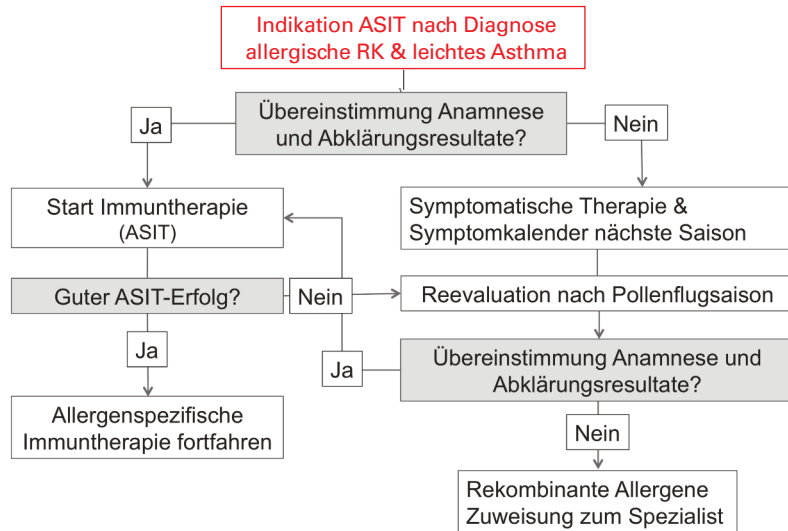 Indikation ASIT nach Diagnose
allergische RK & leichtes Asthma
Übereinstimmung Anamnese
und Abklärungsresultate?
Ja
Nein
Start Immuntherapie
(ASIT)
Symptomatische Therapie &
Symptomkalender nächste Saison
Guter ASIT-Erfolg?
Nein
Reevaluation nach Pollenflugsaison
Ja
Ja
Übereinstimmung Anamnese und
Abklärungsresultate?
Allergenspezifische
Immuntherapie fortfahren
Nein
Rekombinante Allergene
Zuweisung zum Spezialist